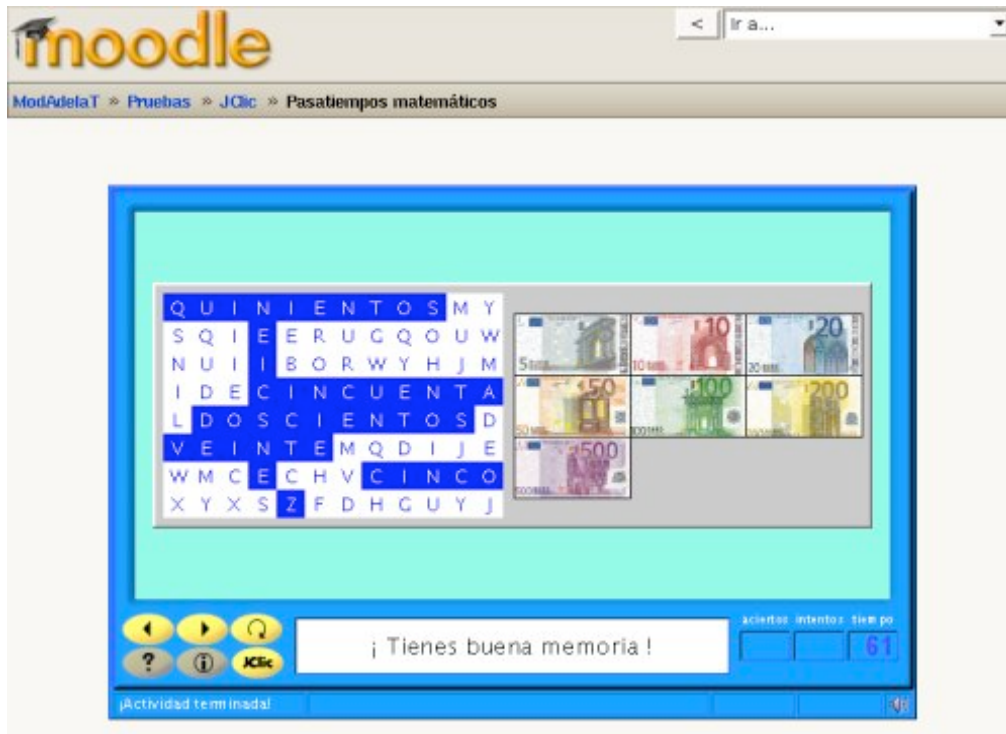 moodle
< Ir a...
ModAdelaT » Pruebas » JClic » Pasatiempos matemáticos
Q U I N I E N T O S M Y
S Q I E E R U G Q O U W
N U I I B O R W Y H J M
I D E C I N C U E N T A
L D O S C I E N T O S D
V E I N T E M Q D I J E
W M C E C H V C I N C O
X Y X S Z F D H G U Y J
5 10 20
50 100 200
500
aciertos intentos tiempo
¡ Tienes buena memoria ! 61
? i JClic
¡Actividad terminada!